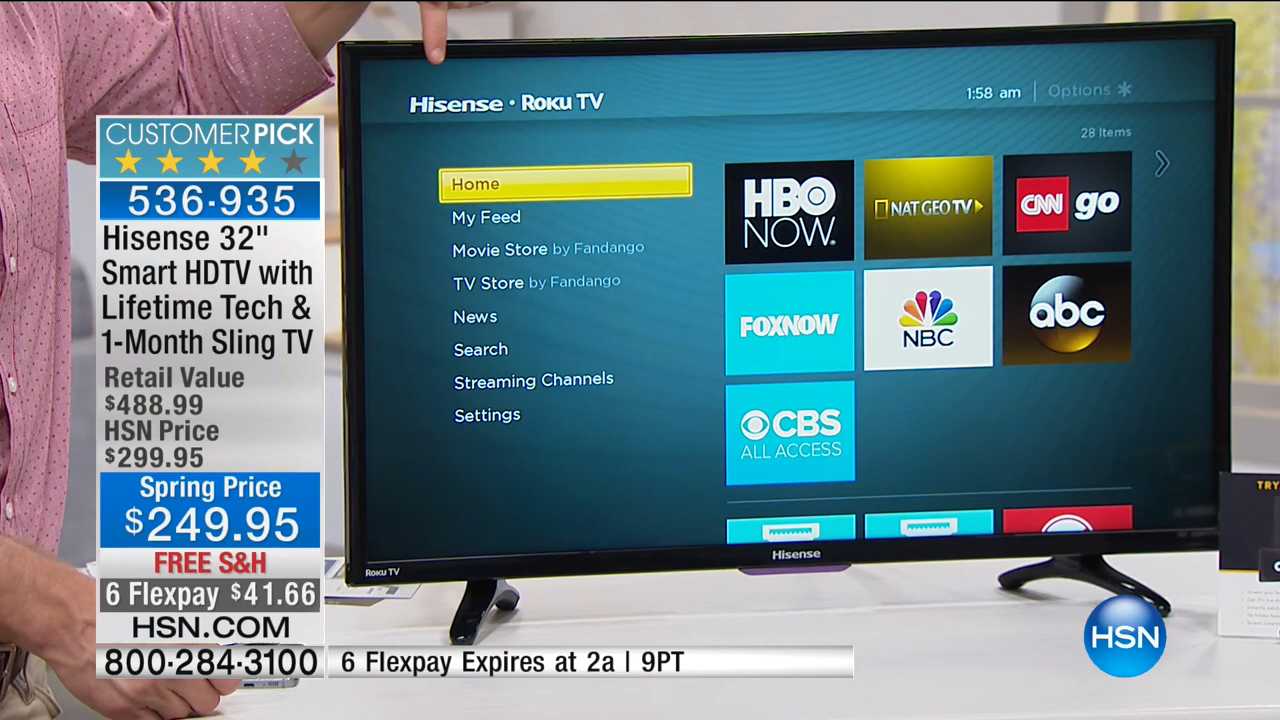 CUSTOMERPICK
536-935
Hisense 32"
Smart HDTV with
Lifetime Tech &
1-Month Sling TV
Retail Value
$488.99
HSN Price
$299.95
Spring Price
$249.95
FREE S&H
6 Flexpay $41.66
HSN.COM
800-284-3100
6 Flexpay Expires at 2a | 9PT
Hisense • Roku TV
1:58 am | Options *
28 Items
Home
My Feed
Movie Store by Fandango
TV Store by Fandango
News
Search
Streaming Channels
Settings
HBO
NOW.
NAT GEO TV
CNN go
FOXNOW
NBC
abc
CBS
ALL ACCESS
Hisense
Roku TV
TRY
HSN